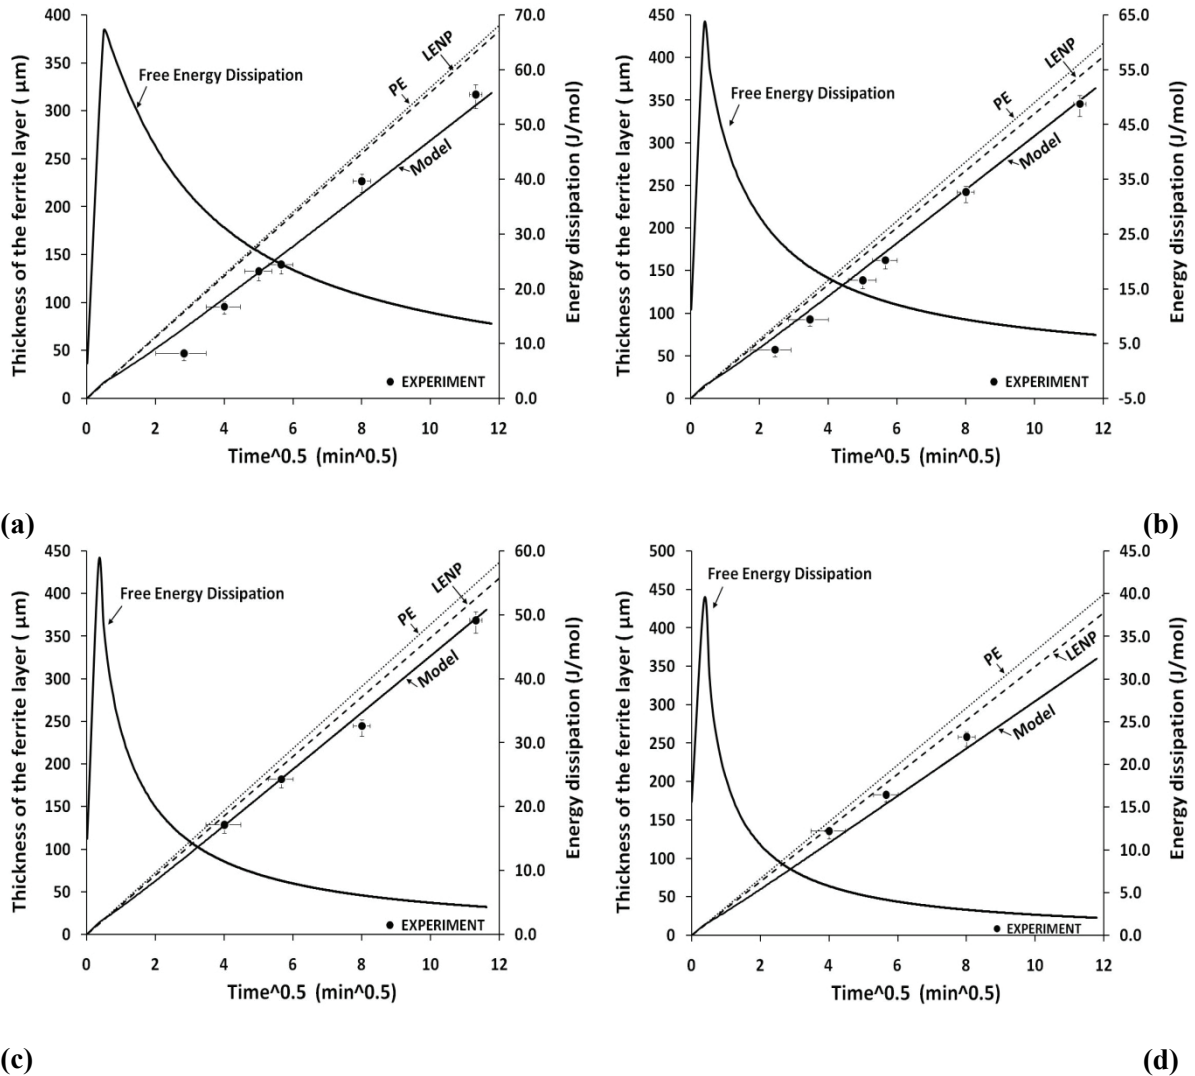 400
350
300
250
200
150
100
50
0
Thickness of the ferrite layer ( µm)
70.0
60.0
50.0
40.0
30.0
20.0
10.0
0.0
Energy dissipation (J/mol)
Free Energy Dissipation
PE
LENP
Model
EXPERIMENT
0 2 4 6 8 10 12
Time^0.5 (min^0.5)
(a)
450
400
350
300
250
200
150
100
50
0
Thickness of the ferrite layer ( µm)
65.0
55.0
45.0
35.0
25.0
15.0
5.0
-5.0
Energy dissipation (J/mol)
Free Energy Dissipation
PE
LENP
Model
EXPERIMENT
0 2 4 6 8 10 12
Time^0.5 (min^0.5)
(b)
450
400
350
300
250
200
150
100
50
0
Thickness of the ferrite layer ( µm)
60.0
50.0
40.0
30.0
20.0
10.0
0.0
Energy dissipation (J/mol)
Free Energy Dissipation
PE
LENP
Model
EXPERIMENT
0 2 4 6 8 10 12
Time^0.5 (min^0.5)
(c)
500
450
400
350
300
250
200
150
100
50
0
Thickness of the ferrite layer ( µm)
45.0
40.0
35.0
30.0
25.0
20.0
15.0
10.0
5.0
0.0
Energy dissipation (J/mol)
Free Energy Dissipation
PE
LENP
Model
EXPERIMENT
0 2 4 6 8 10 12
Time^0.5 (min^0.5)
(d)